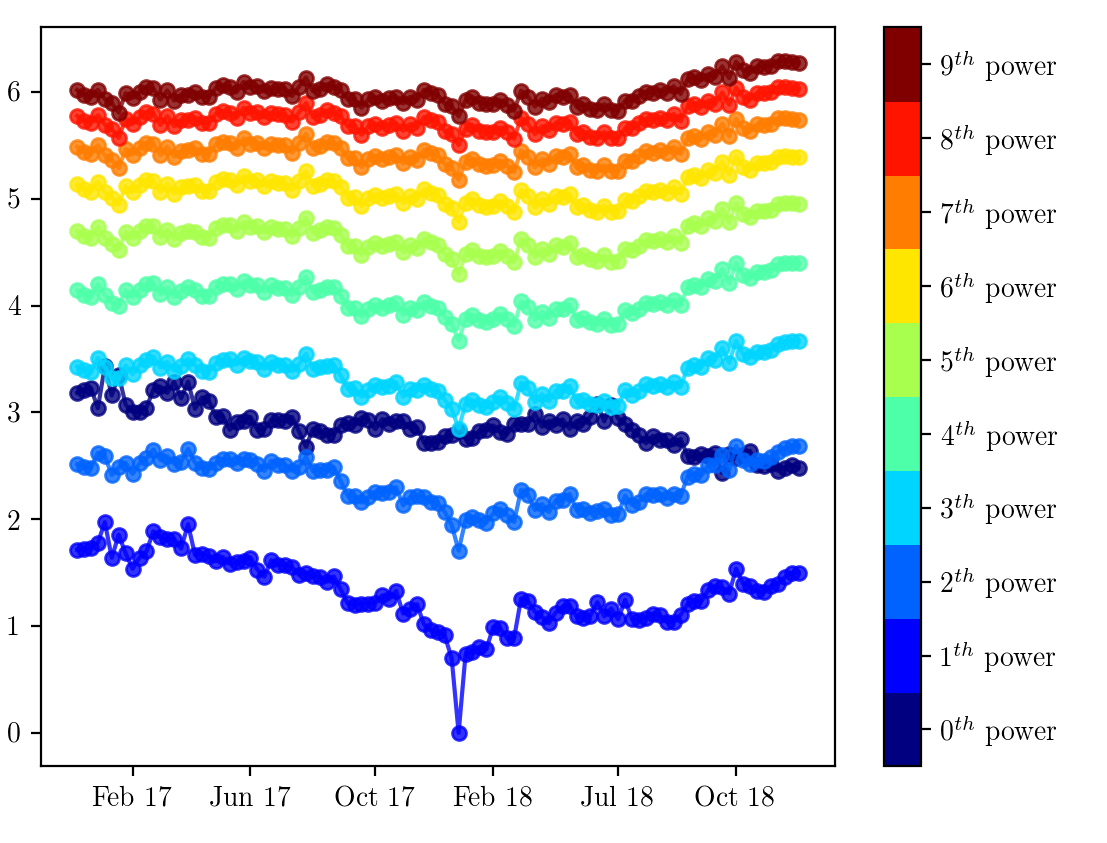 6
5
4
3
2
1
0
Feb 17 Jun 17 Oct 17 Feb 18 Jul 18 Oct 18
9th power
8th power
7th power
6th power
5th power
4th power
3th power
2th power
1th power
0th power